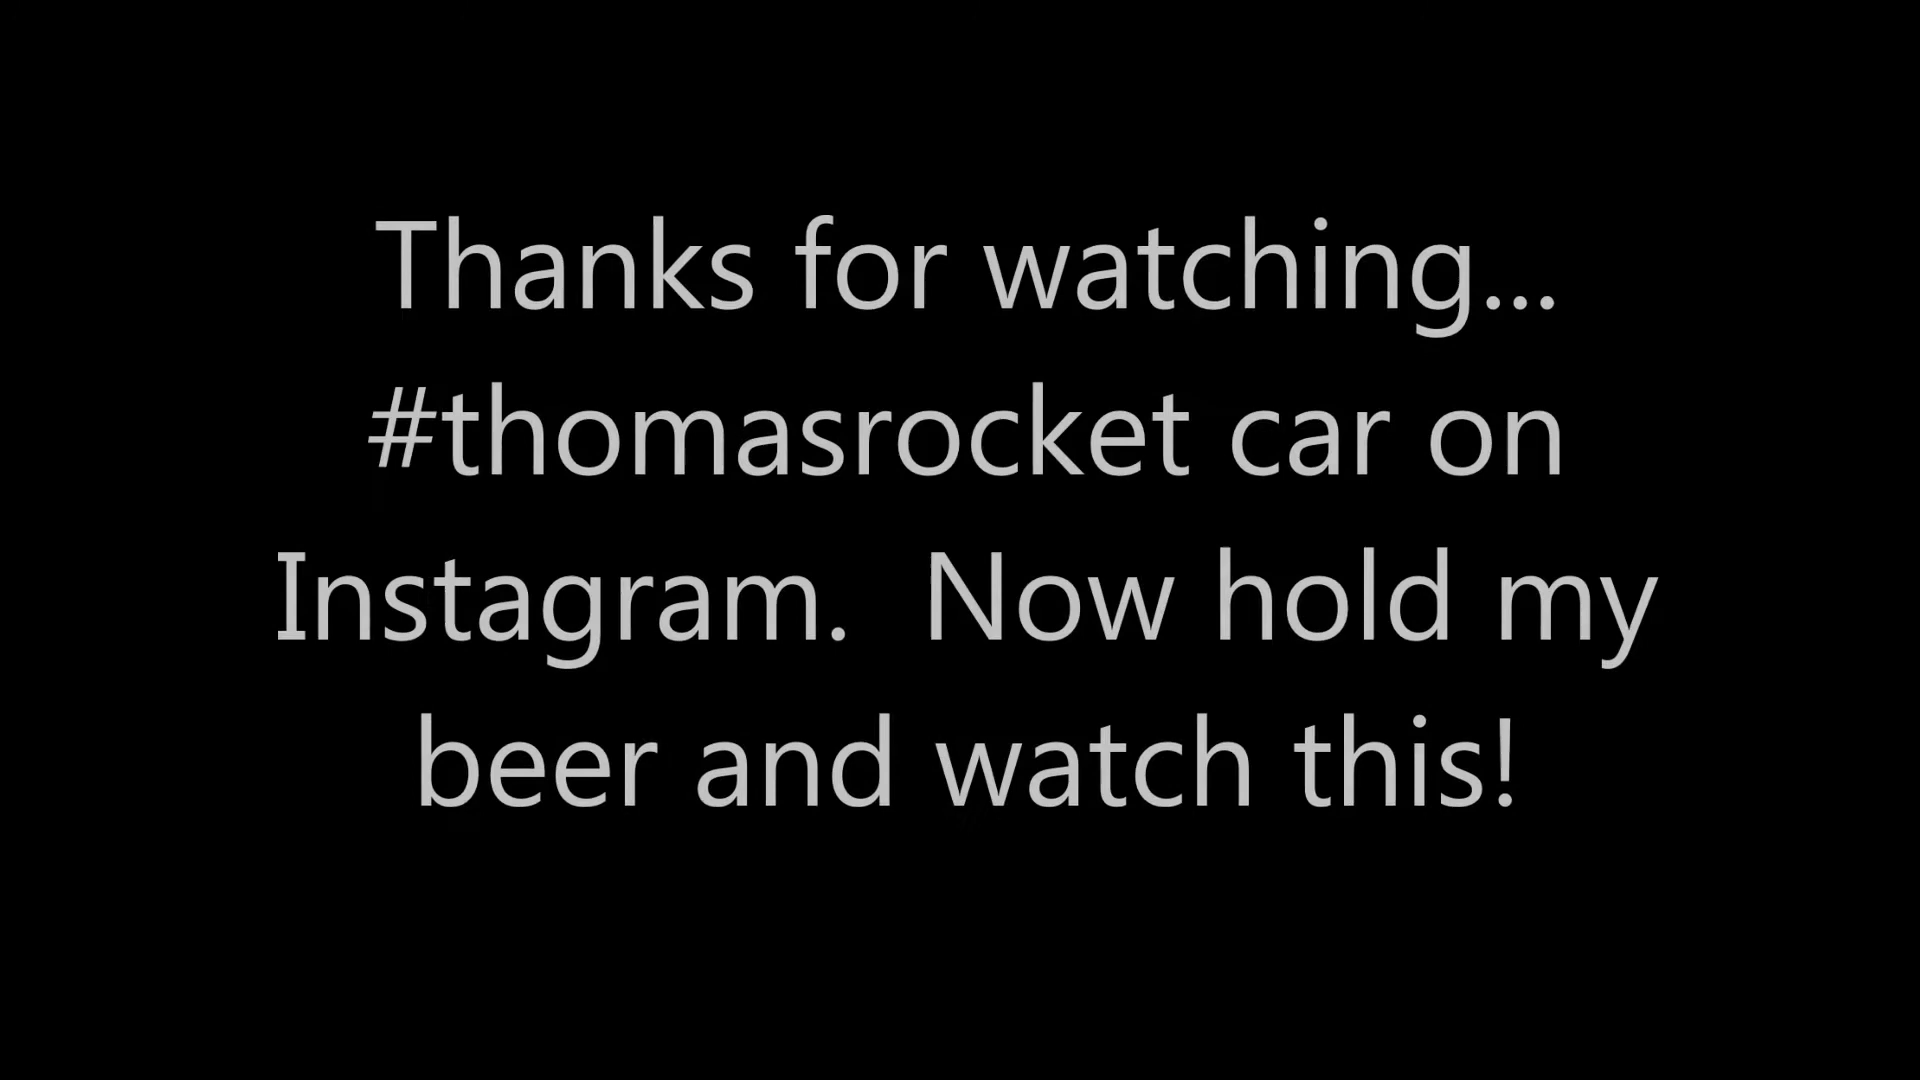 Thanks for watching...
#thomasrocket car on
Instagram.  Now hold my
beer and watch this!